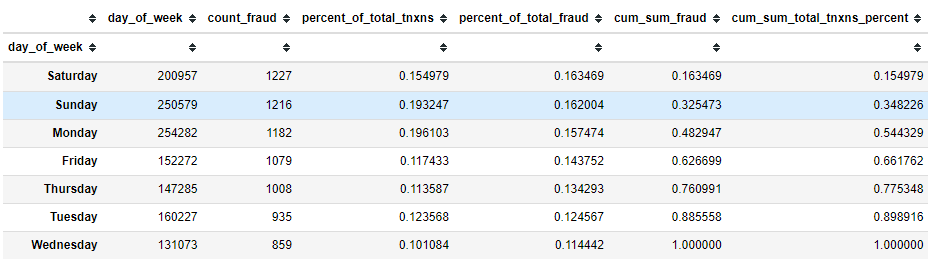 day_of_week count_fraud percent_of_total_tnxns percent_of_total_fraud cum_sum_fraud cum_sum_total_tnxns_percent
day_of_week
Saturday 200957 1227 0.154979 0.163469 0.163469 0.154979
Sunday 250579 1216 0.193247 0.162004 0.325473 0.348226
Monday 254282 1182 0.196103 0.157474 0.482947 0.544329
Friday 152272 1079 0.117433 0.143752 0.626699 0.661762
Thursday 147285 1008 0.113587 0.134293 0.760991 0.775348
Tuesday 160227 935 0.123568 0.124567 0.885558 0.898916
Wednesday 131073 859 0.101084 0.114442 1.000000 1.000000